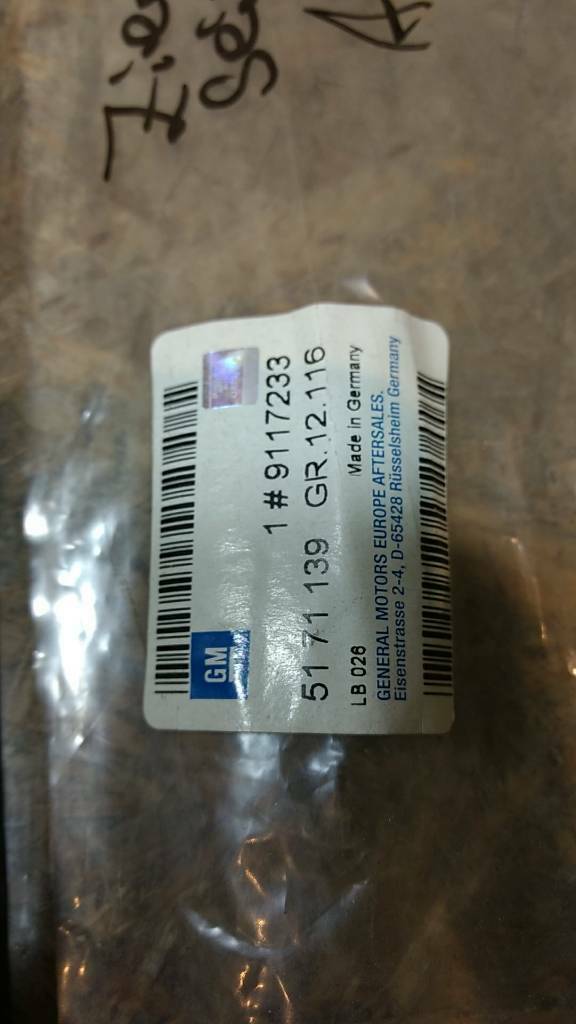 GM
1 # 9117233
51 71 139 GR.12.116
LB 026 Made in Germany
GENERAL MOTORS EUROPE AFTERSALES.
Eisenstrasse 2-4, D-65428 Rüsselsheim Germany